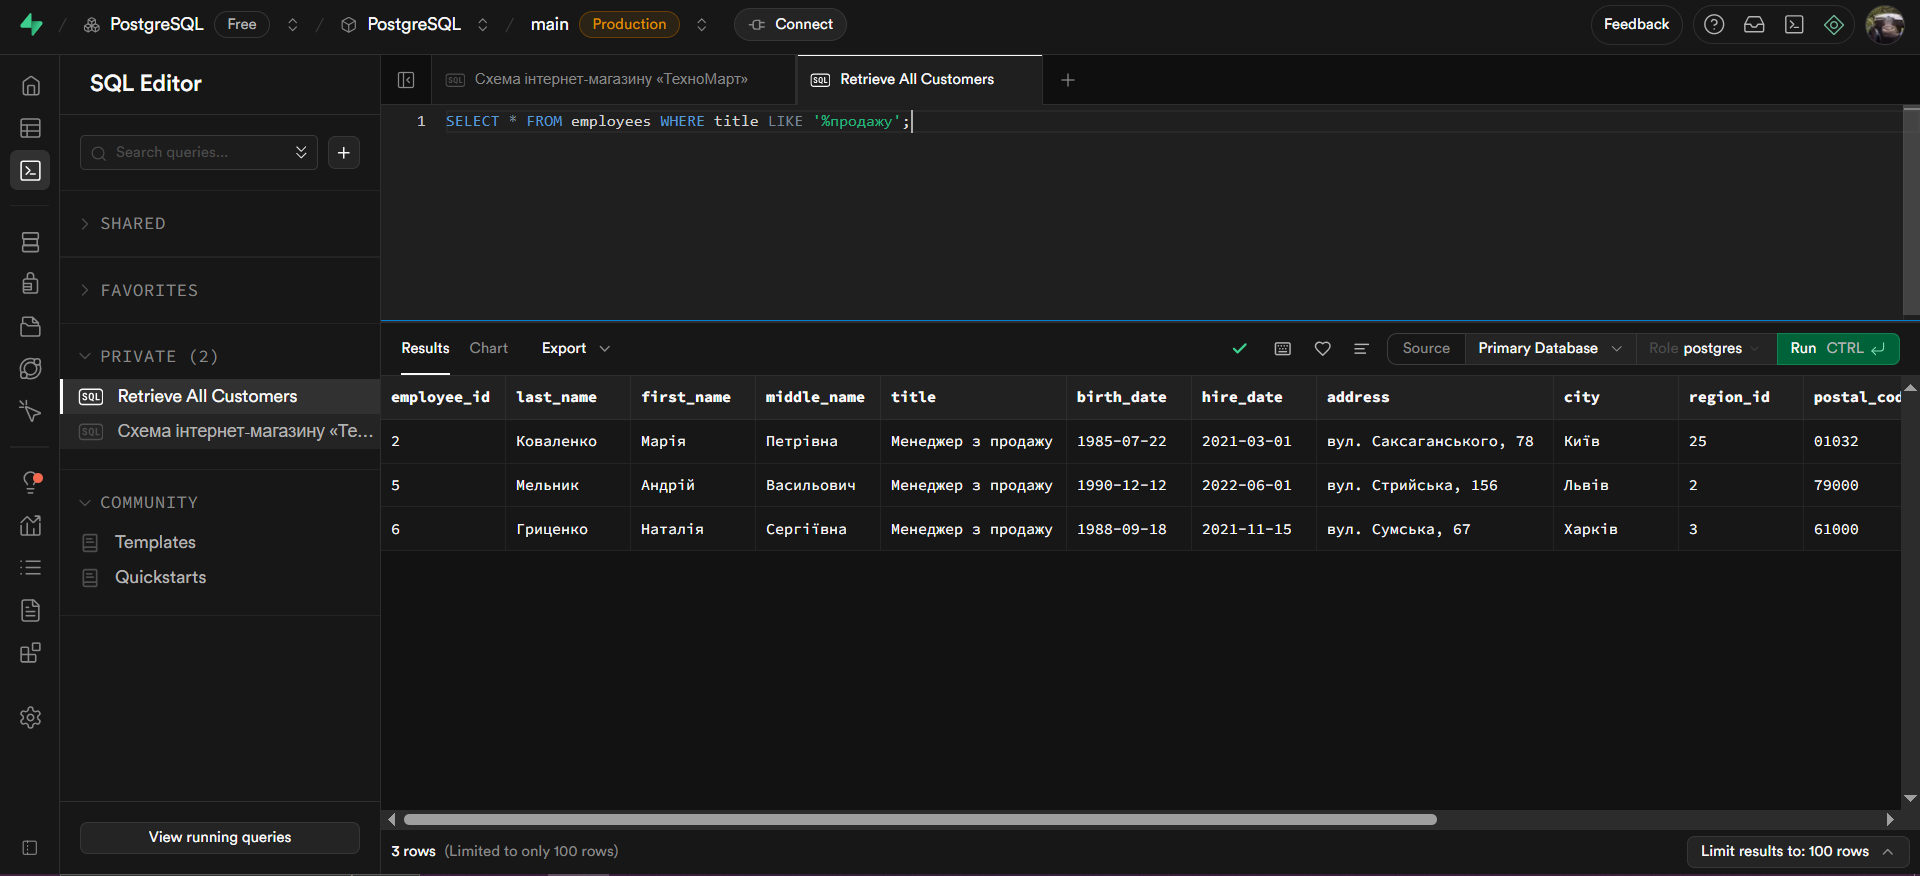 PostgreSQL Free PostgreSQL main Production Connect Feedback
SQL Editor
Search queries...
SHARED
FAVORITES
PRIVATE (2)
SQL Retrieve All Customers
SQL Схема інтернет-магазину «Те...
COMMUNITY
Templates
Quickstarts
View running queries
SQL Схема інтернет-магазину «ТехноМарт» SQL Retrieve All Customers
1 SELECT * FROM employees WHERE title LIKE '%продажу';
Results Chart Export Source Primary Database Role postgres Run CTRL
employee_id last_name first_name middle_name title birth_date hire_date address city region_id postal_cod
2 Коваленко Марія Петрівна Менеджер з продажу 1985-07-22 2021-03-01 вул. Саксаганського, 78 Київ 25 01032
5 Мельник Андрій Васильович Менеджер з продажу 1990-12-12 2022-06-01 вул. Стрийська, 156 Львів 2 79000
6 Гриценко Наталія Сергіївна Менеджер з продажу 1988-09-18 2021-11-15 вул. Сумська, 67 Харків 3 61000
3 rows (Limited to only 100 rows) Limit results to: 100 rows